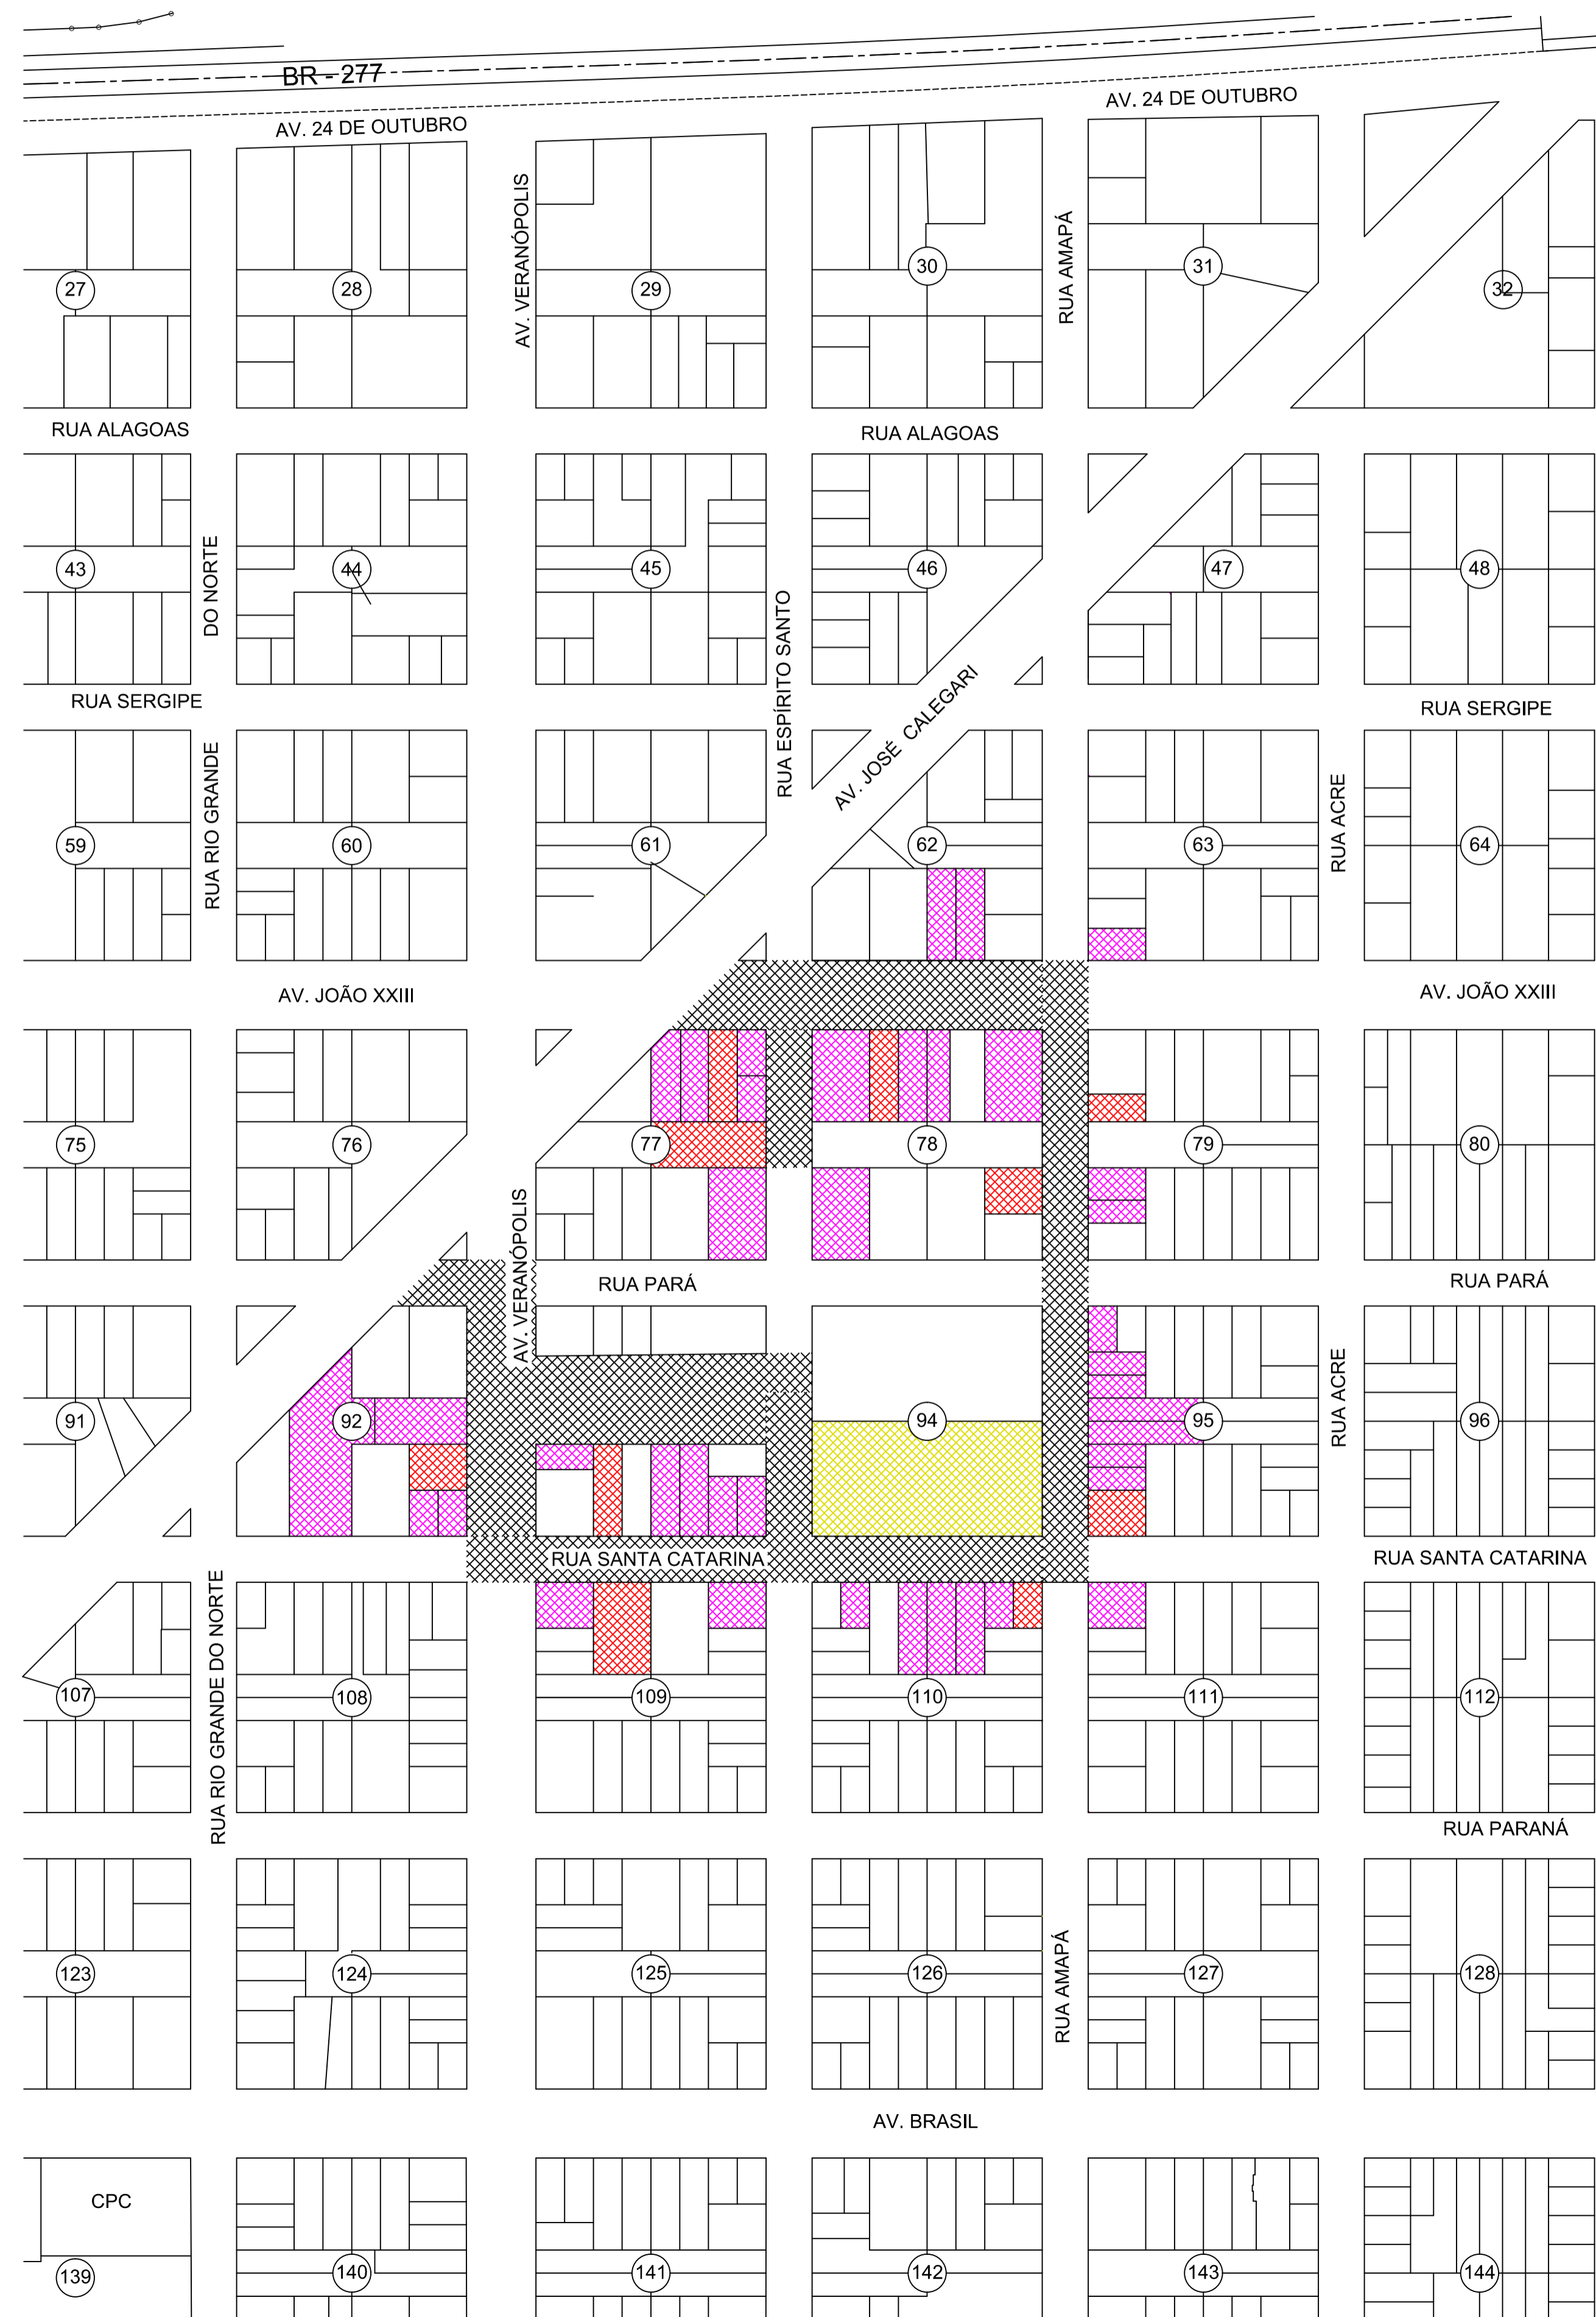 BR - 277
AV. 24 DE OUTUBRO
AV. 24 DE OUTUBRO
AV. VERANÓPOLIS
RUA AMAPÁ
27
28
29
30
31
32
RUA ALAGOAS
RUA ALAGOAS
DO NORTE
43
44
45
46
47
48
RUA ESPÍRITO SANTO
AV. JOSÉ CALEGARI
RUA SERGIPE
RUA SERGIPE
RUA RIO GRANDE
RUA ACRE
59
60
61
62
63
64
AV. JOÃO XXIII
AV. JOÃO XXIII
75
76
77
78
79
80
AV. VERANÓPOLIS
RUA PARÁ
RUA PARÁ
RUA ACRE
91
92
94
95
96
RUA SANTA CATARINA
RUA SANTA CATARINA
RUA RIO GRANDE DO NORTE
107
108
109
110
111
112
RUA PARANÁ
RUA AMAPÁ
123
124
125
126
127
128
AV. BRASIL
CPC
139
140
141
142
143
144